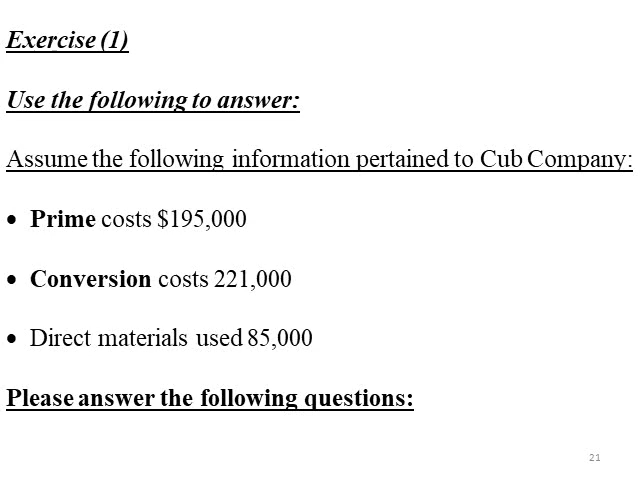 Exercise (1)
Use the following to answer:
Assume the following information pertained to Cub Company:
• Prime costs $195,000
• Conversion costs 221,000
• Direct materials used 85,000
Please answer the following questions:
21